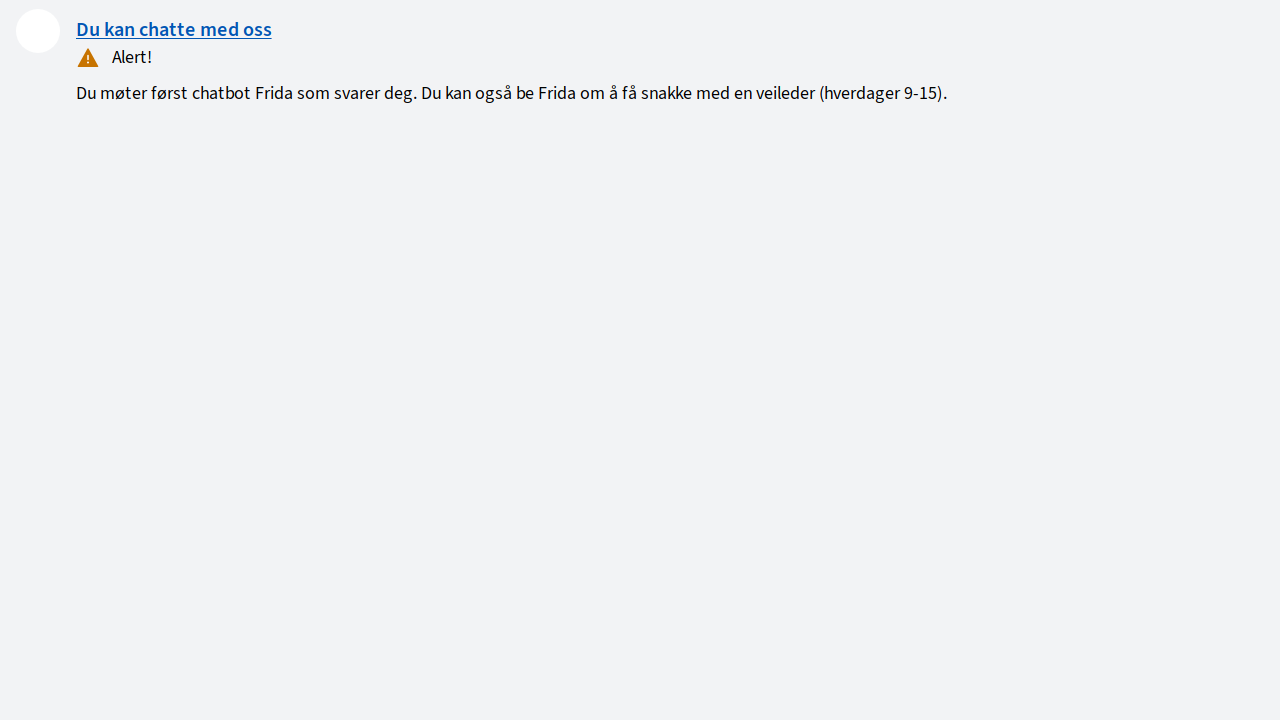 Du kan chatte med oss
Alert!
Du møter først chatbot Frida som svarer deg. Du kan også be Frida om å få snakke med en veileder (hverdager 9-15).